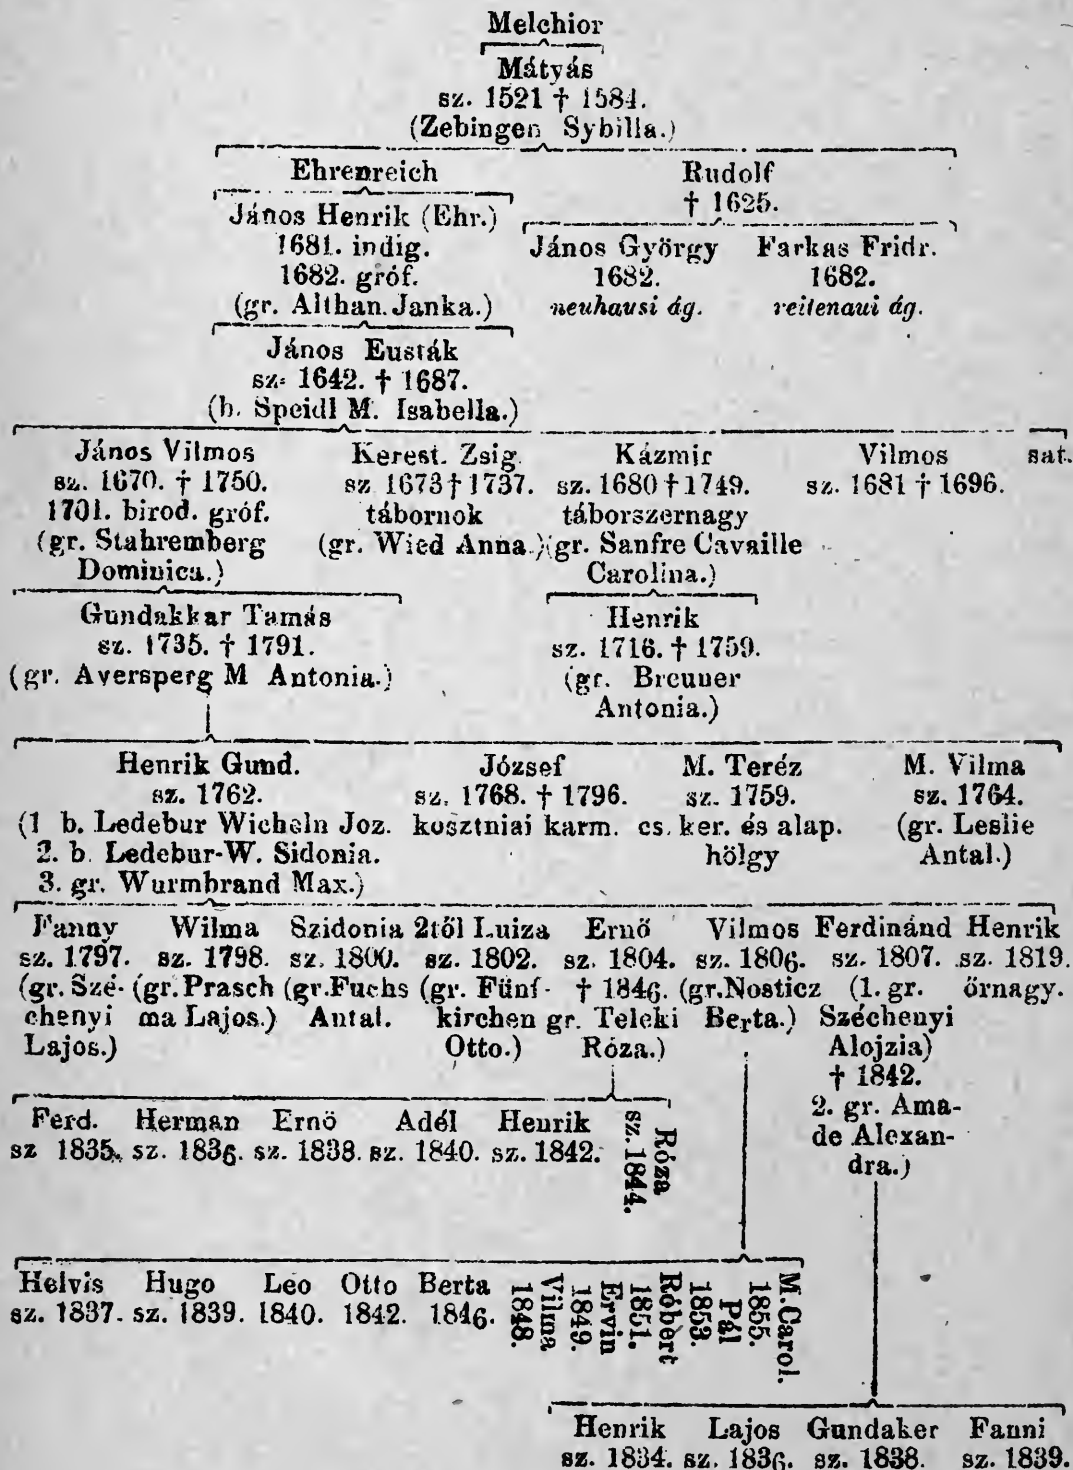 Melchior
Mátyás
sz. 1521 † 1584.
(Zebingen Sybilla.)
Ehrenreich Rudolf
† 1625.
János Henrik (Ehr.)
1681. indig. János György Farkas Fridr.
1682. gróf. 1682. 1682.
(gr. Althan. Janka.) neuhausi ág. reitenaui ág.
János Eusták
sz. 1642. † 1687.
(b. Speidl M. Isabella.)
János Vilmos Kerest. Zsig. Kázmir Vilmos sat.
sz. 1670. † 1750. sz 1673 † 1737. sz. 1680 † 1749. sz. 1681 † 1696.
1701. birod. gróf. tábornok táborszernagy
(gr. Stahremberg (gr. Wied Anna.) (gr. Sanfre Cavaille
Dominica.) Carolina.)
Gundakkar Tamás Henrik
sz. 1735. † 1791. sz. 1716. † 1759.
(gr. Aversperg M Antonia.) (gr. Breuner
Antonia.)
Henrik Gund. József M. Teréz M. Vilma
sz. 1762. sz. 1768. † 1796. sz. 1759. sz. 1764.
(1 b. Ledebur Wicheln Joz. kosztniai karm. cs. ker. és alap. (gr. Leslie
2. b. Ledebur-W. Sidonia. hölgy Antal.)
3. gr. Wurmbrand Max.)
Fanny Wilma Szidonia 2től Luiza Ernö Vilmos Ferdinánd Henrik
sz. 1797. sz. 1798. sz. 1800. sz. 1802. sz. 1804. sz. 1806. sz. 1807. sz. 1819.
(gr. Szé- (gr. Prasch (gr. Fuchs (gr. Fünf- † 1846. (gr. Nosticz (1. gr. örnagy.
chenyi ma Lajos.) Antal. kirchen gr. Teleki Berta.) Széchenyi
Lajos.) Otto.) Róza.) Alojzia)
† 1842.
2. gr. Ama-
de Alexan-
dra.)
Ferd. Herman Ernö Adél Henrik Róza
sz 1835. sz. 1836. sz. 1838. sz. 1840. sz. 1842. sz. 1844.
Helvis Hugo Leo Otto Berta Vilma Ervin Róbert Pál M. Carol.
sz. 1837. sz. 1839. 1840. 1842. 1846. 1848. 1849. 1851. 1853. 1855.
Henrik Lajos Gundaker Fanni
sz. 1834. sz. 1836. sz. 1838. sz. 1839.